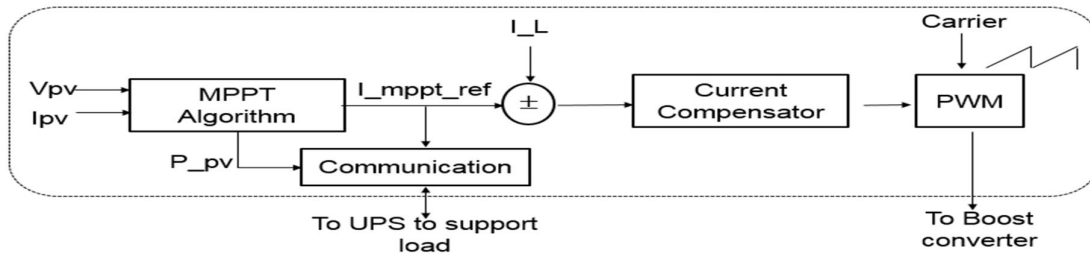 I_L
Carrier
Vpv
Ipv
MPPT
Algorithm
I_mppt_ref
±
Current
Compensator
PWM
P_pv
Communication
To UPS to support
load
To Boost
converter